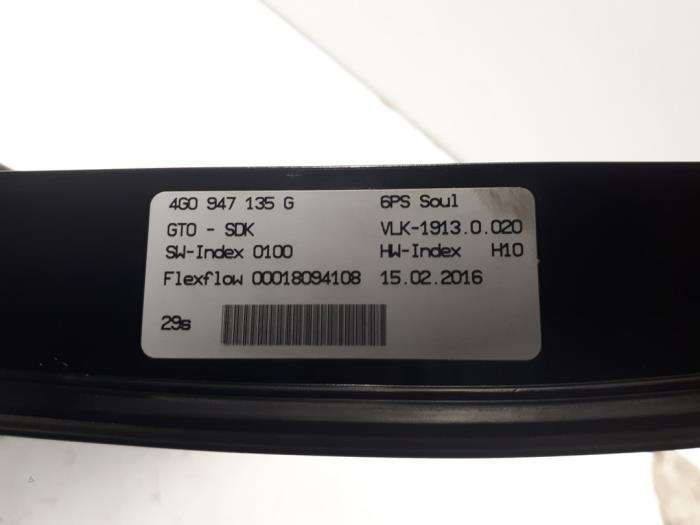 4G0 947 135 G 6PS Soul
GTO - SDK VLK-1913.0.020
SW-Index 0100 HW-Index H10
Flexflow 00018094108 15.02.2016
29s